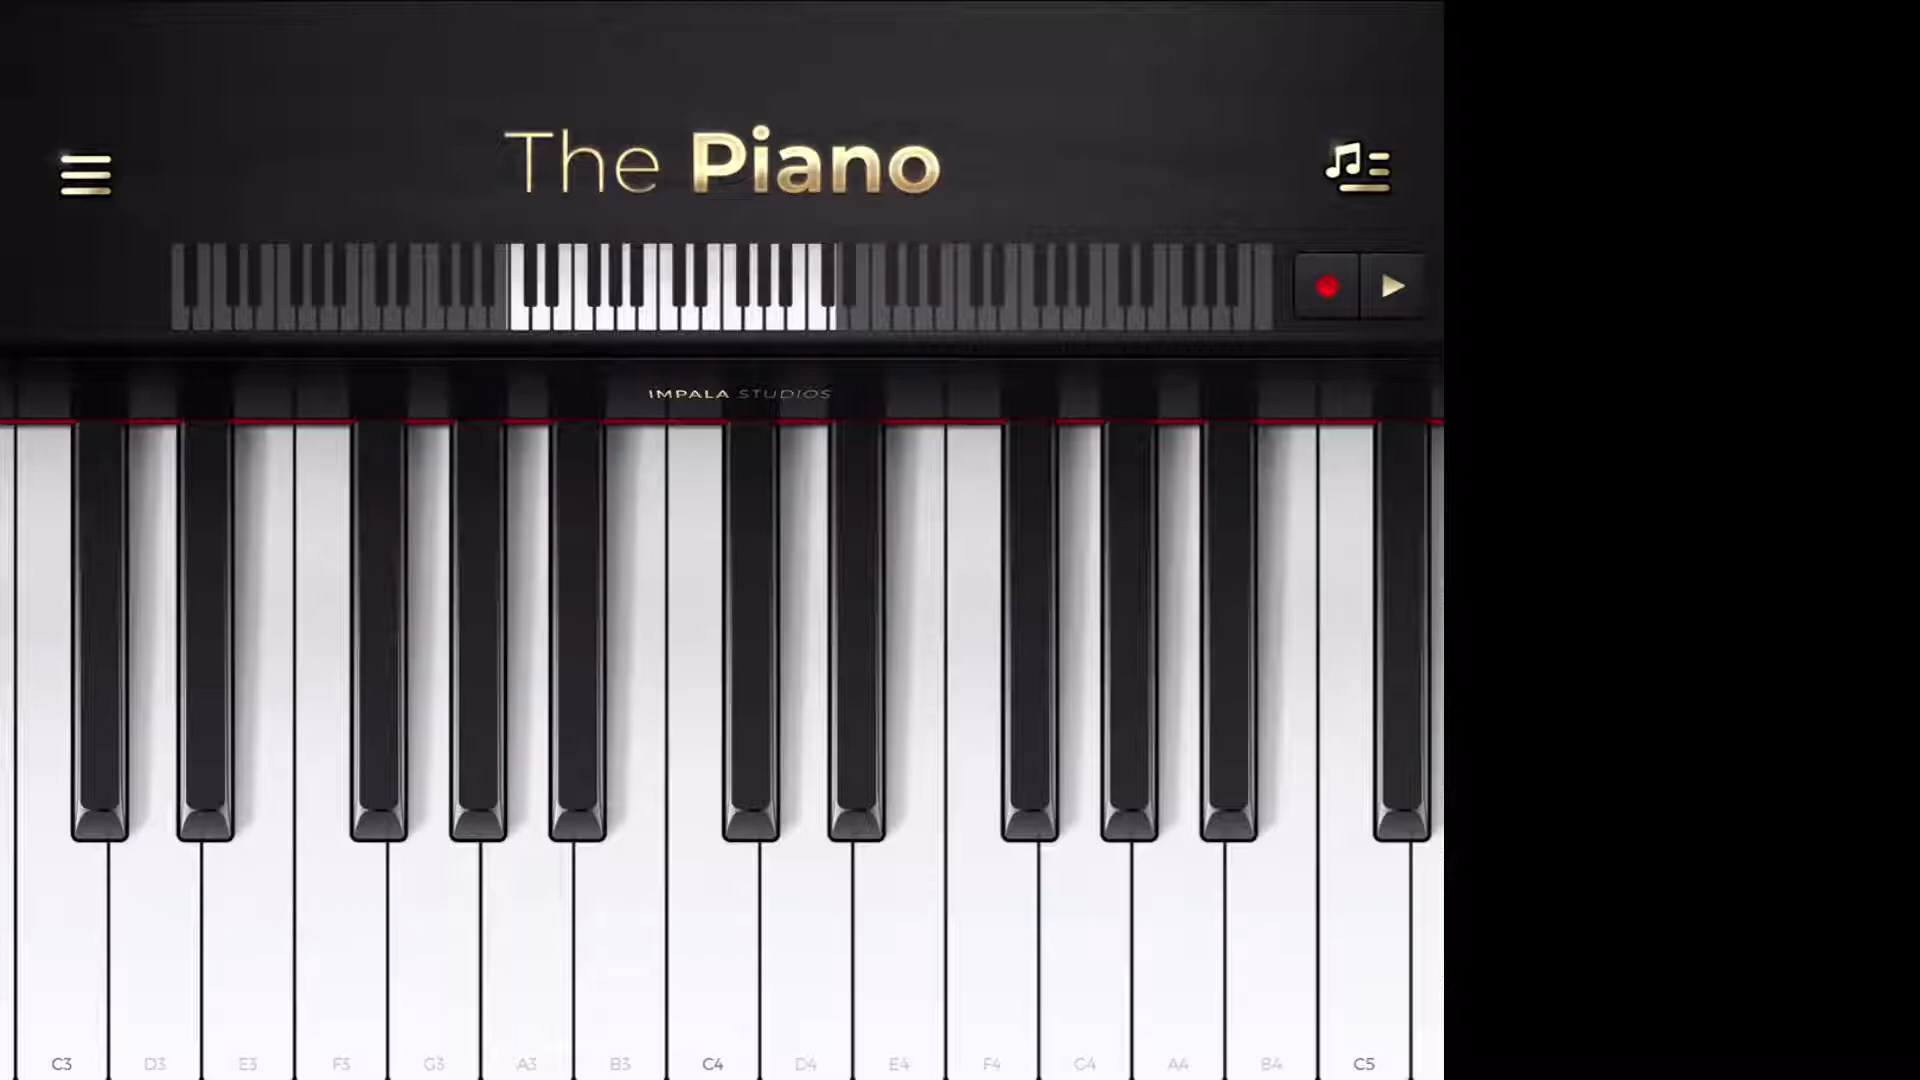 The Piano
IMPALA STUDIOS
C3 D3 E3 F3 G3 A3 B3 C4 D4 E4 F4 G4 A4 B4 C5